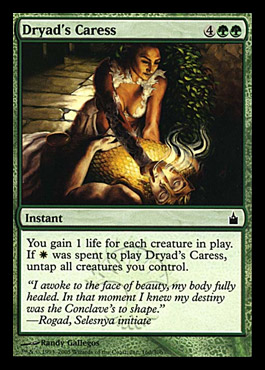 Dryad's Caress 4
Instant
You gain 1 life for each creature in play.
If was spent to play Dryad's Caress,
untap all creatures you control.
"I awoke to the face of beauty, my body fully
healed. In that moment I knew my destiny
was the Conclave's to shape."
—Rogad, Selesnya initiate
Randy Gallegos